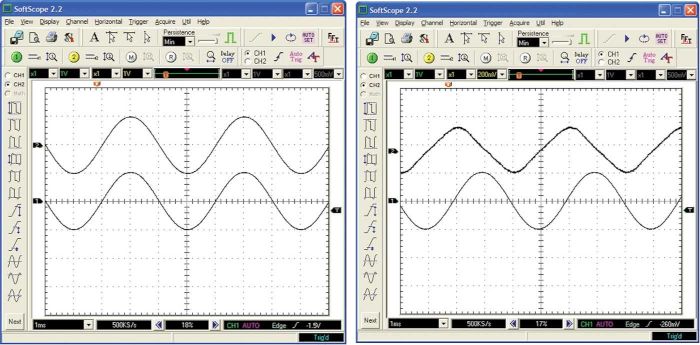 SoftScope 2.2
File View Display Channel Horizontal Trigger Acquire Util Help
Persistence
Min
AUTO SET
FFT
1 2 M R Delay OFF CH1 CH2 Auto Trig
CH1 x1 1V x1 1V x1 1V x1 500mV
CH2
Math
2
1
T
Next
1ms 500KS/s 18% CH1 AUTO Edge -1.9V
Trig'd
SoftScope 2.2
File View Display Channel Horizontal Trigger Acquire Util Help
Persistence
Min
AUTO SET
FFT
1 2 M R Delay OFF CH1 CH2 Auto Trig
CH1 x1 1V x1 200mV x1 1V x1 500mV
CH2
Math
2
1
T
Next
1ms 500KS/s 17% CH1 AUTO Edge -260mV
Trig'd